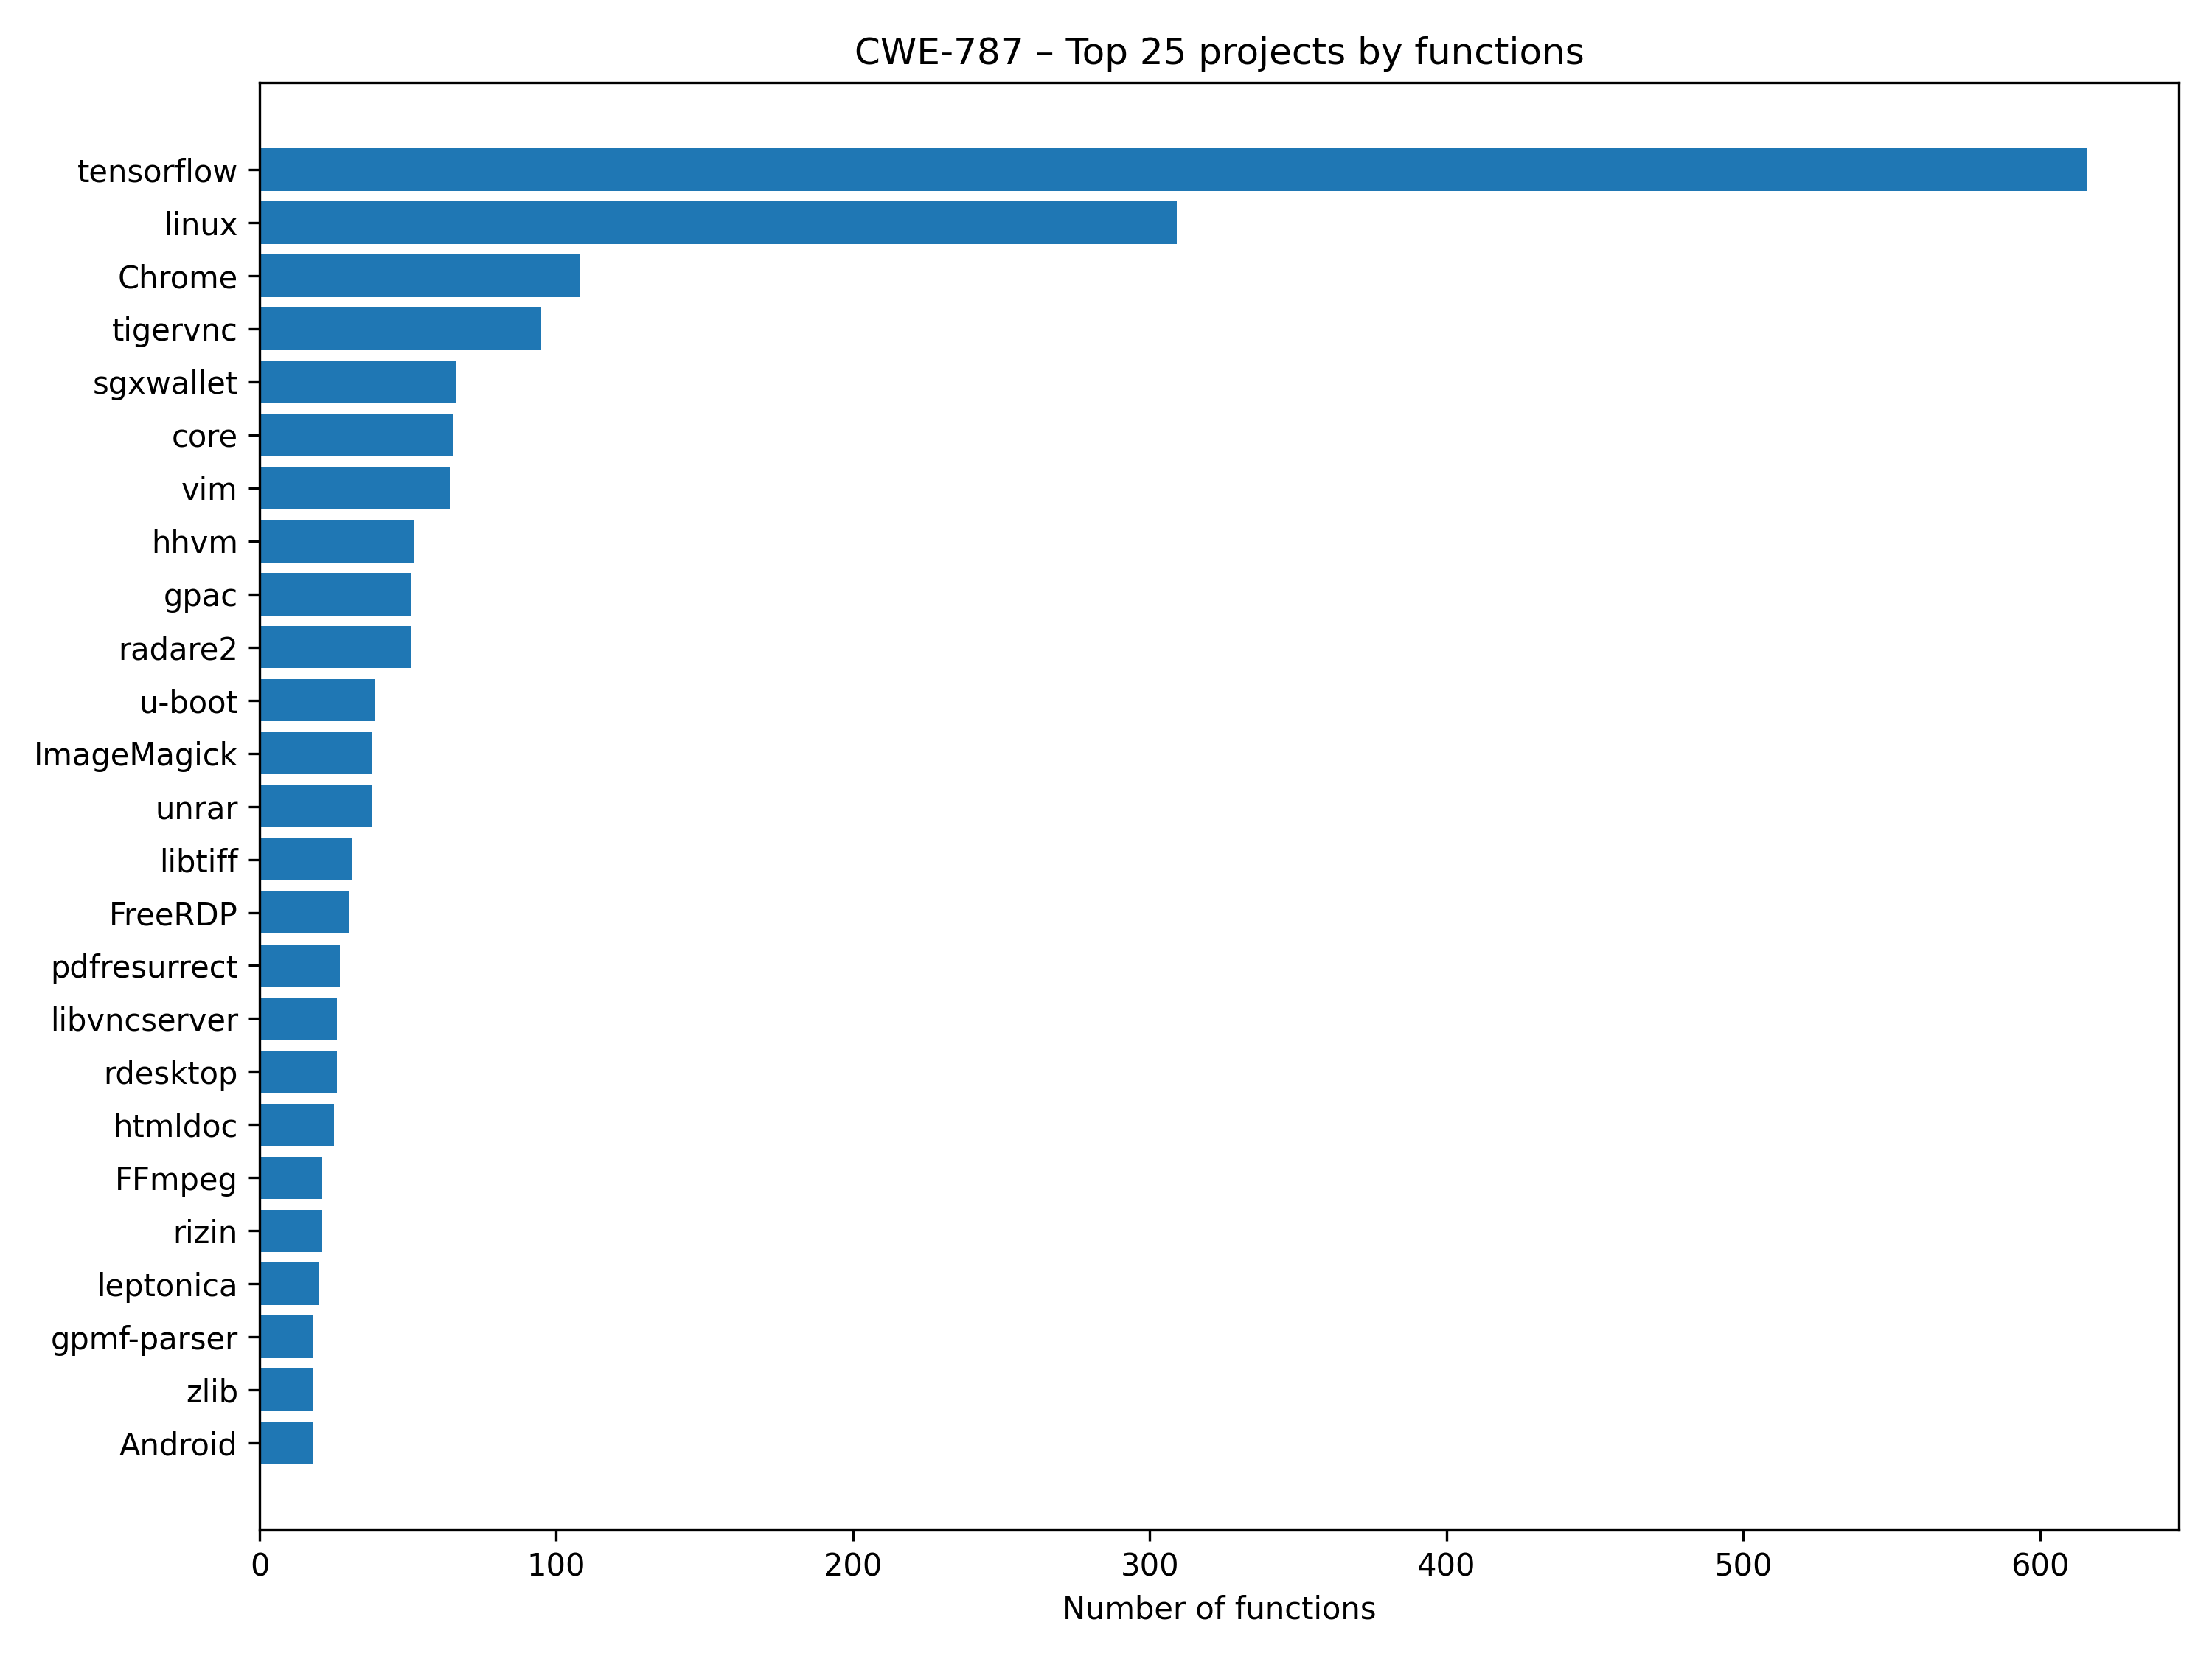 CWE-787 – Top 25 projects by functions
tensorflow
linux
Chrome
tigervnc
sgxwallet
core
vim
hhvm
gpac
radare2
u-boot
ImageMagick
unrar
libtiff
FreeRDP
pdfresurrect
libvncserver
rdesktop
htmldoc
FFmpeg
rizin
leptonica
gpmf-parser
zlib
Android
0 100 200 300 400 500 600
Number of functions